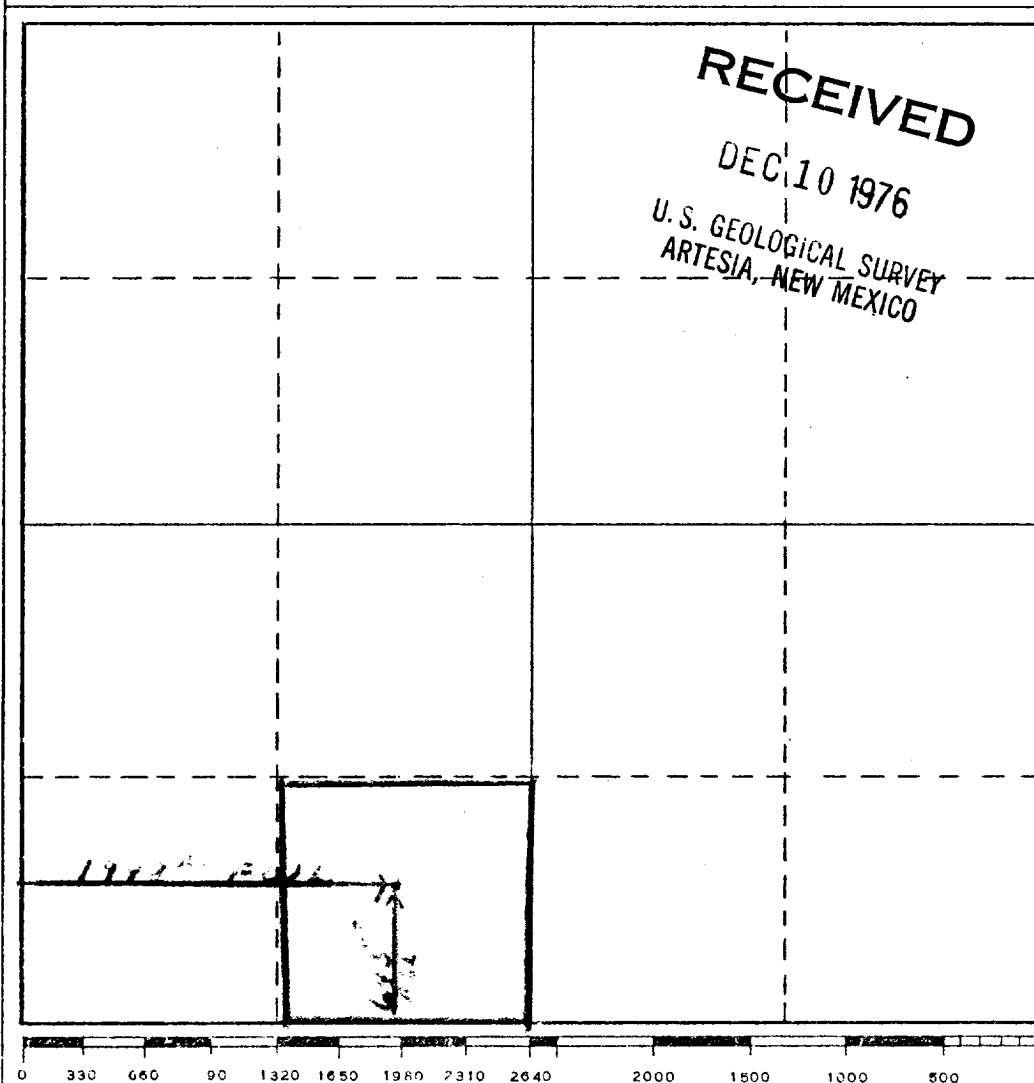 RECEIVED
DEC 10 1976
U. S. GEOLOGICAL SURVEY
ARTESIA, NEW MEXICO
0 330 660 90 1320 1650 1980 2310 2640 2000 1500 1000 500